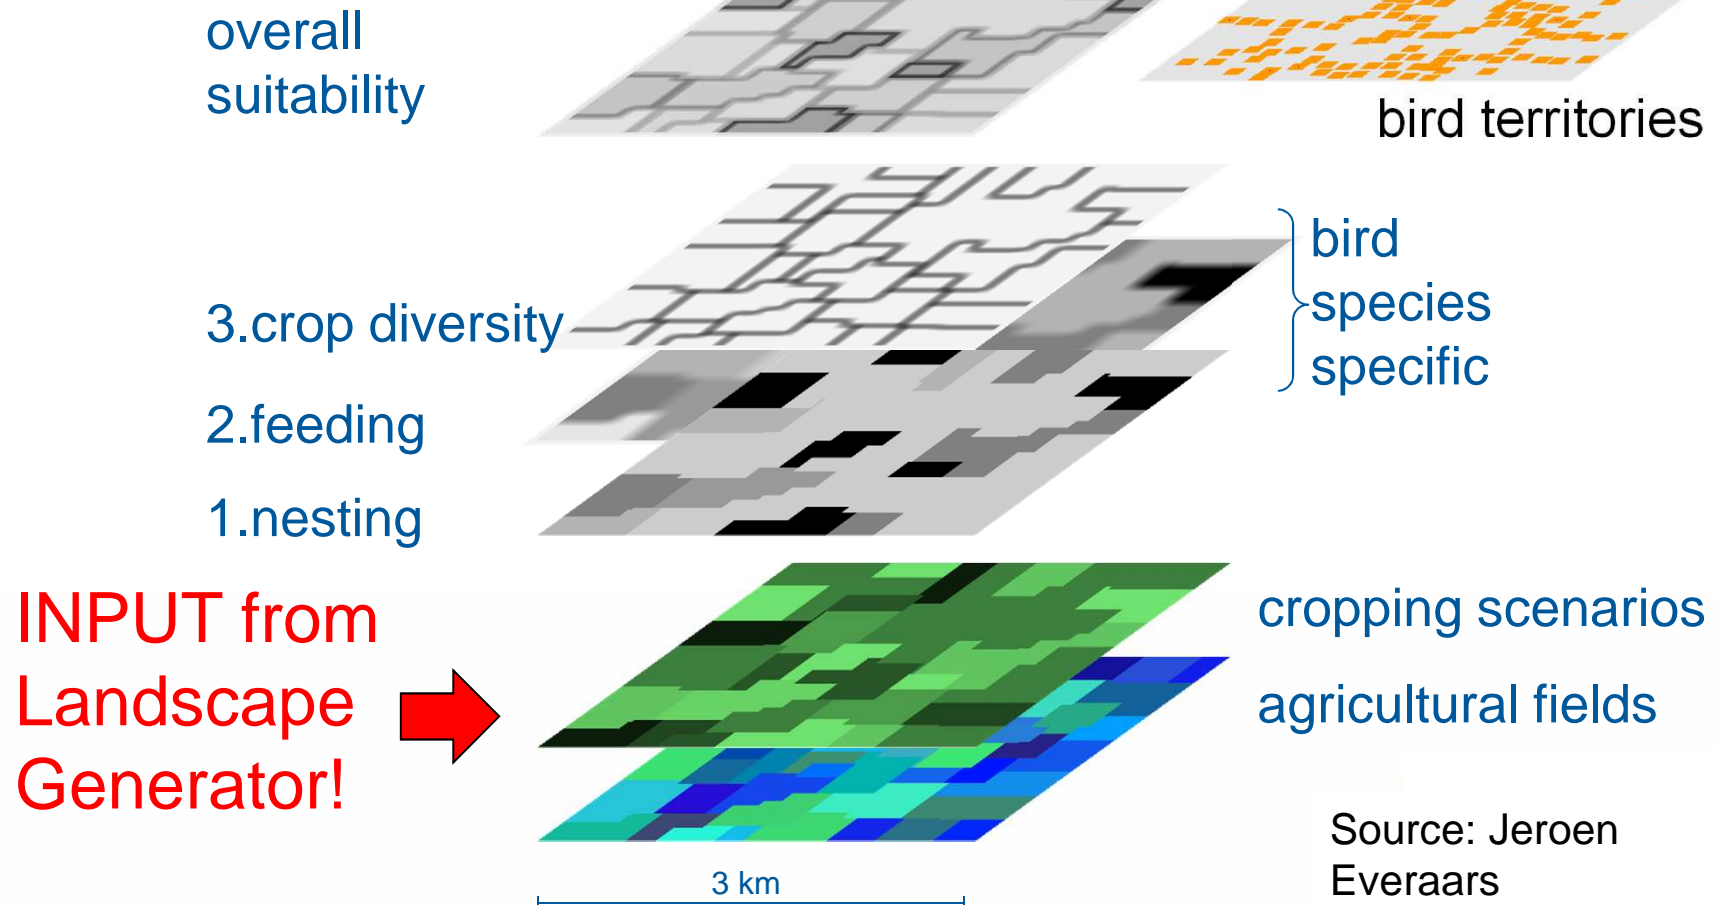 overall
suitability
bird territories
bird
species
specific
3.crop diversity
2.feeding
1.nesting
INPUT from
Landscape
Generator!
cropping scenarios
agricultural fields
Source: Jeroen
Everaars
3 km